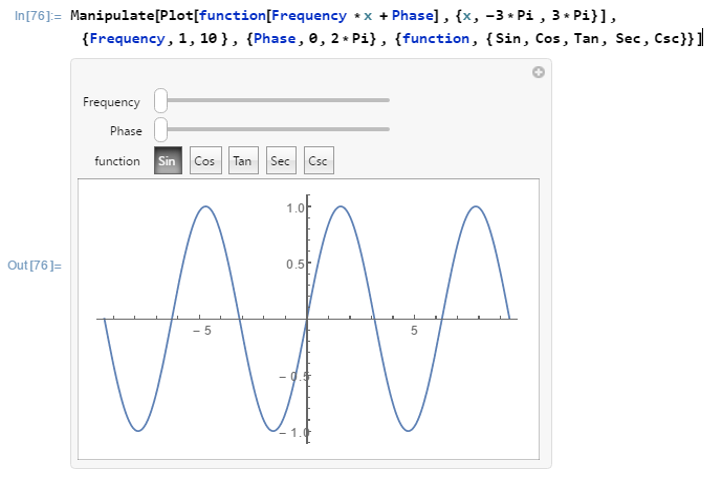 In[76]:= Manipulate[Plot[function[Frequency * x + Phase] , {x, −3 * Pi , 3 * Pi}] ,
{Frequency , 1, 10 } , {Phase , 0, 2 * Pi} , {function , { Sin, Cos, Tan, Sec, Csc}}]
Frequency
Phase
function Sin Cos Tan Sec Csc
Out[76]=
1.0
0.5
− 5 5
− 0.5
− 1.0